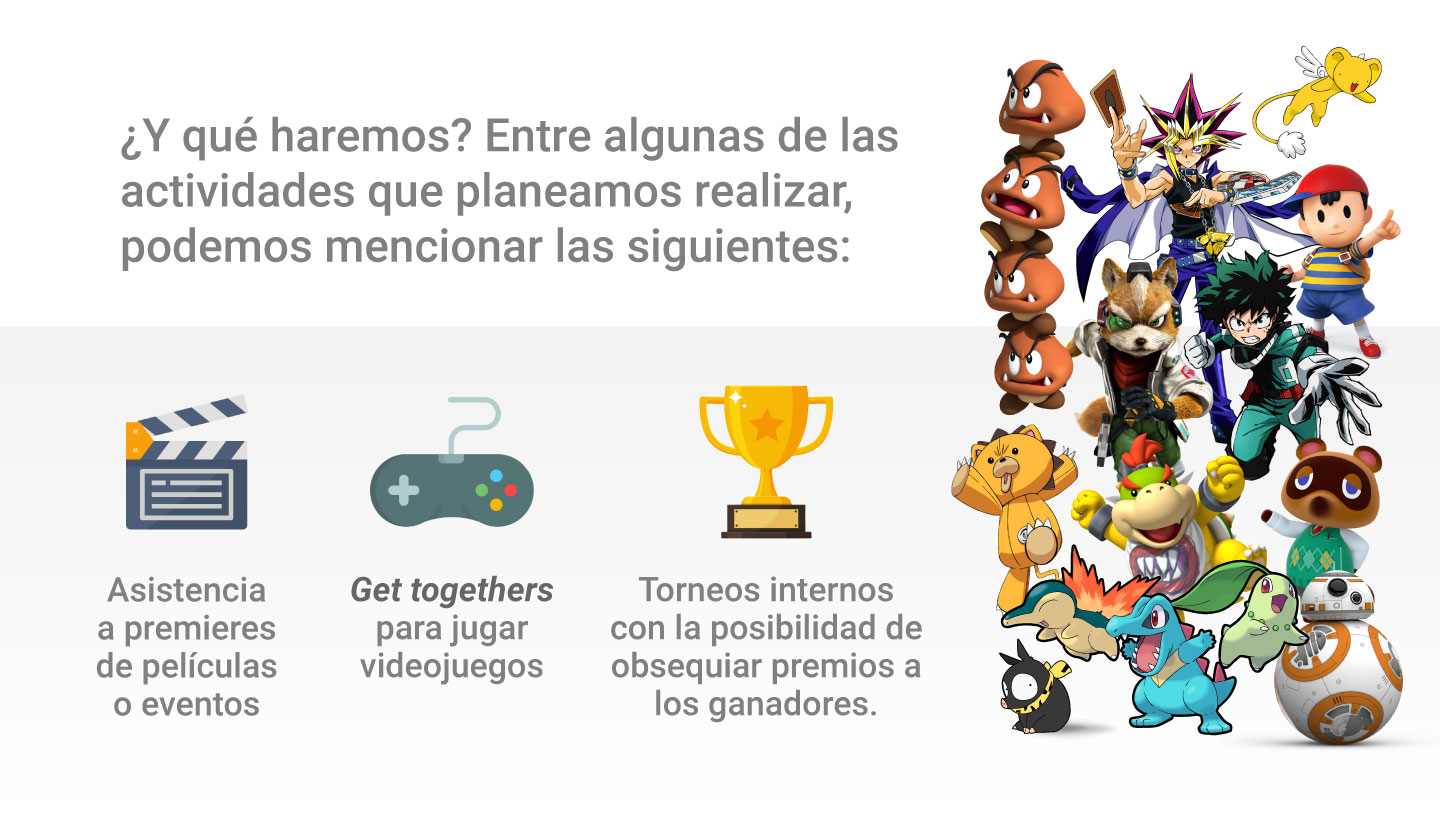 ¿Y qué haremos? Entre algunas de las
actividades que planeamos realizar,
podemos mencionar las siguientes:
Asistencia
a premieres
de películas
o eventos
Get togethers
para jugar
videojuegos
Torneos internos
con la posibilidad de
obsequiar premios a
los ganadores.